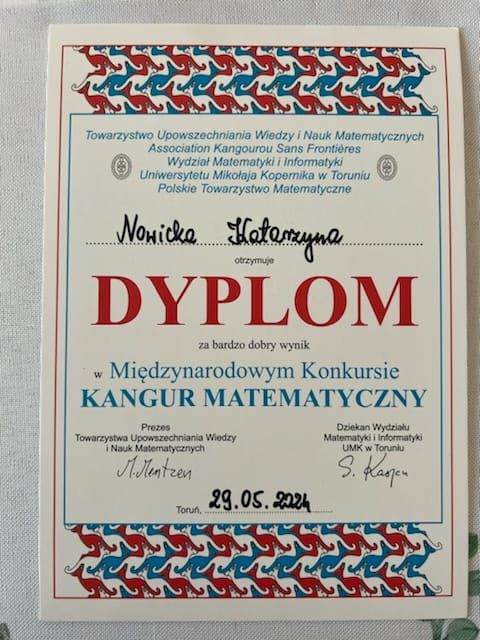 Towarzystwo Upowszechniania Wiedzy i Nauk Matematycznych
Association Kangourou Sans Frontières
Wydział Matematyki i Informatyki
Uniwersytetu Mikołaja Kopernika w Toruniu
Polskie Towarzystwo Matematyczne
Nowicka Katarzyna
otrzymuje
DYPLOM
za bardzo dobry wynik
w Międzynarodowym Konkursie
KANGUR MATEMATYCZNY
Prezes
Towarzystwa Upowszechniania Wiedzy
i Nauk Matematycznych
M. Mentzen
Dziekan Wydziału
Matematyki i Informatyki
UMK w Toruniu
S.
Toruń, 29.05.2024